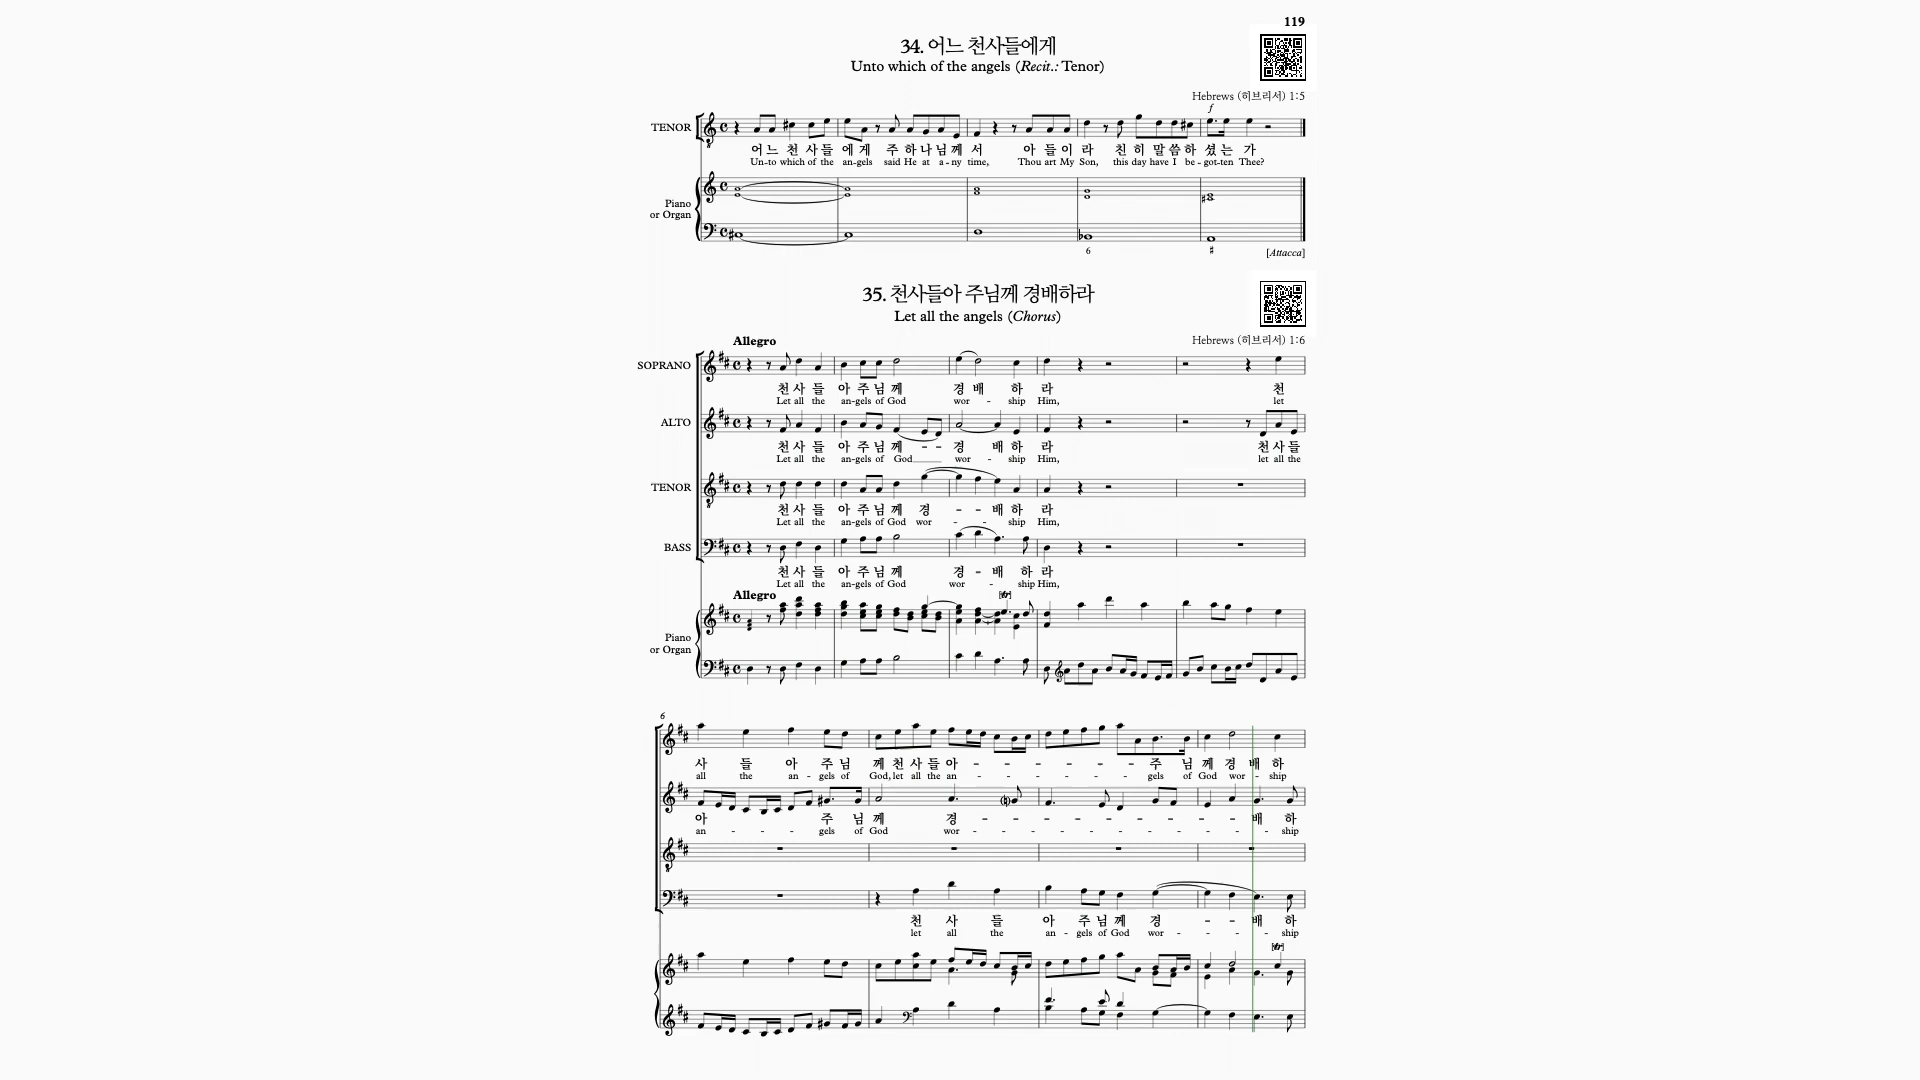 119
34. 어느 천사들에게
Unto which of the angels (Recit.: Tenor)
Hebrews (히브리서) 1:5
f
TENOR
어 느 천 사 들 에 게 주 하 나 님 께 서 아 들 이 라 친 히 말 씀 하 셨 는 가
Un-to which of the an-gels said He at a-ny time, Thou art My Son, this day have I be-got-ten Thee?
Piano
or Organ
6 ♯
[Attacca]
35. 천사들아 주님께 경배하라
Let all the angels (Chorus)
Hebrews (히브리서) 1:6
Allegro
SOPRANO
천 사 들 아 주 님 께 경 배 하 라 천
Let all the an-gels of God wor - ship Him, let
ALTO
천 사 들 아 주 님 께 - - 경 배 하 라 천 사 들
Let all the an-gels of God wor - ship Him, let all the
TENOR
천 사 들 아 주 님 께 경 - - 배 하 라
Let all the an-gels of God wor - - ship Him,
BASS
천 사 들 아 주 님 께 경 - 배 하 라
Let all the an-gels of God wor - ship Him,
Allegro
[tr]
Piano
or Organ
6
사 들 아 주 님 께 천 사 들 아 - - - - - - - - 주 님 께 경 배 하
all the an - gels of God, let all the an - - - - - - - - gels of God wor - ship
아 주 님 께 경 - - - - - - - - - 배 하
an - - - - gels of God wor - - - - - - - - - - ship
천 사 들 아 주 님 께 경 - - 배 하
let all the an - gels of God wor - - - ship
[tr]